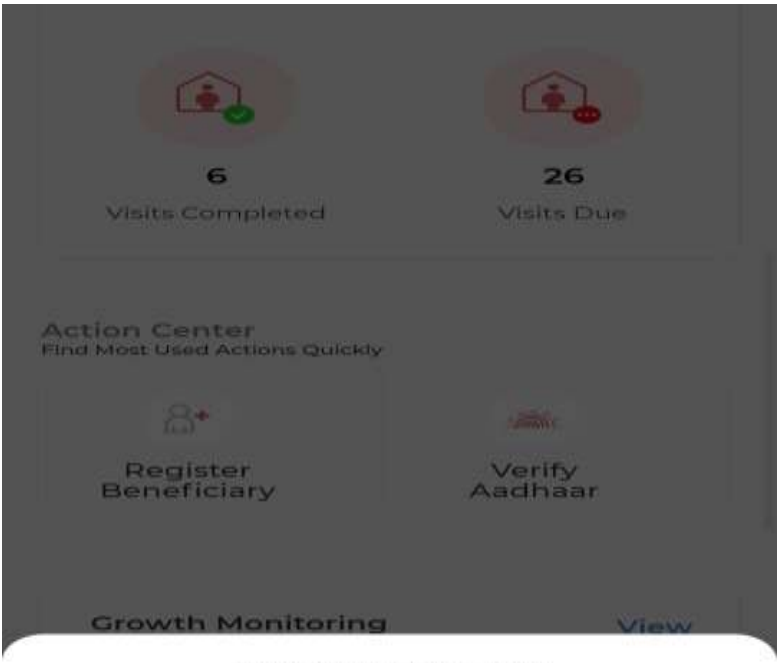 6 26
Visits Completed Visits Due
Action Center
Find Most Used Actions Quickly
Register Verify
Beneficiary Aadhaar
Growth Monitoring View